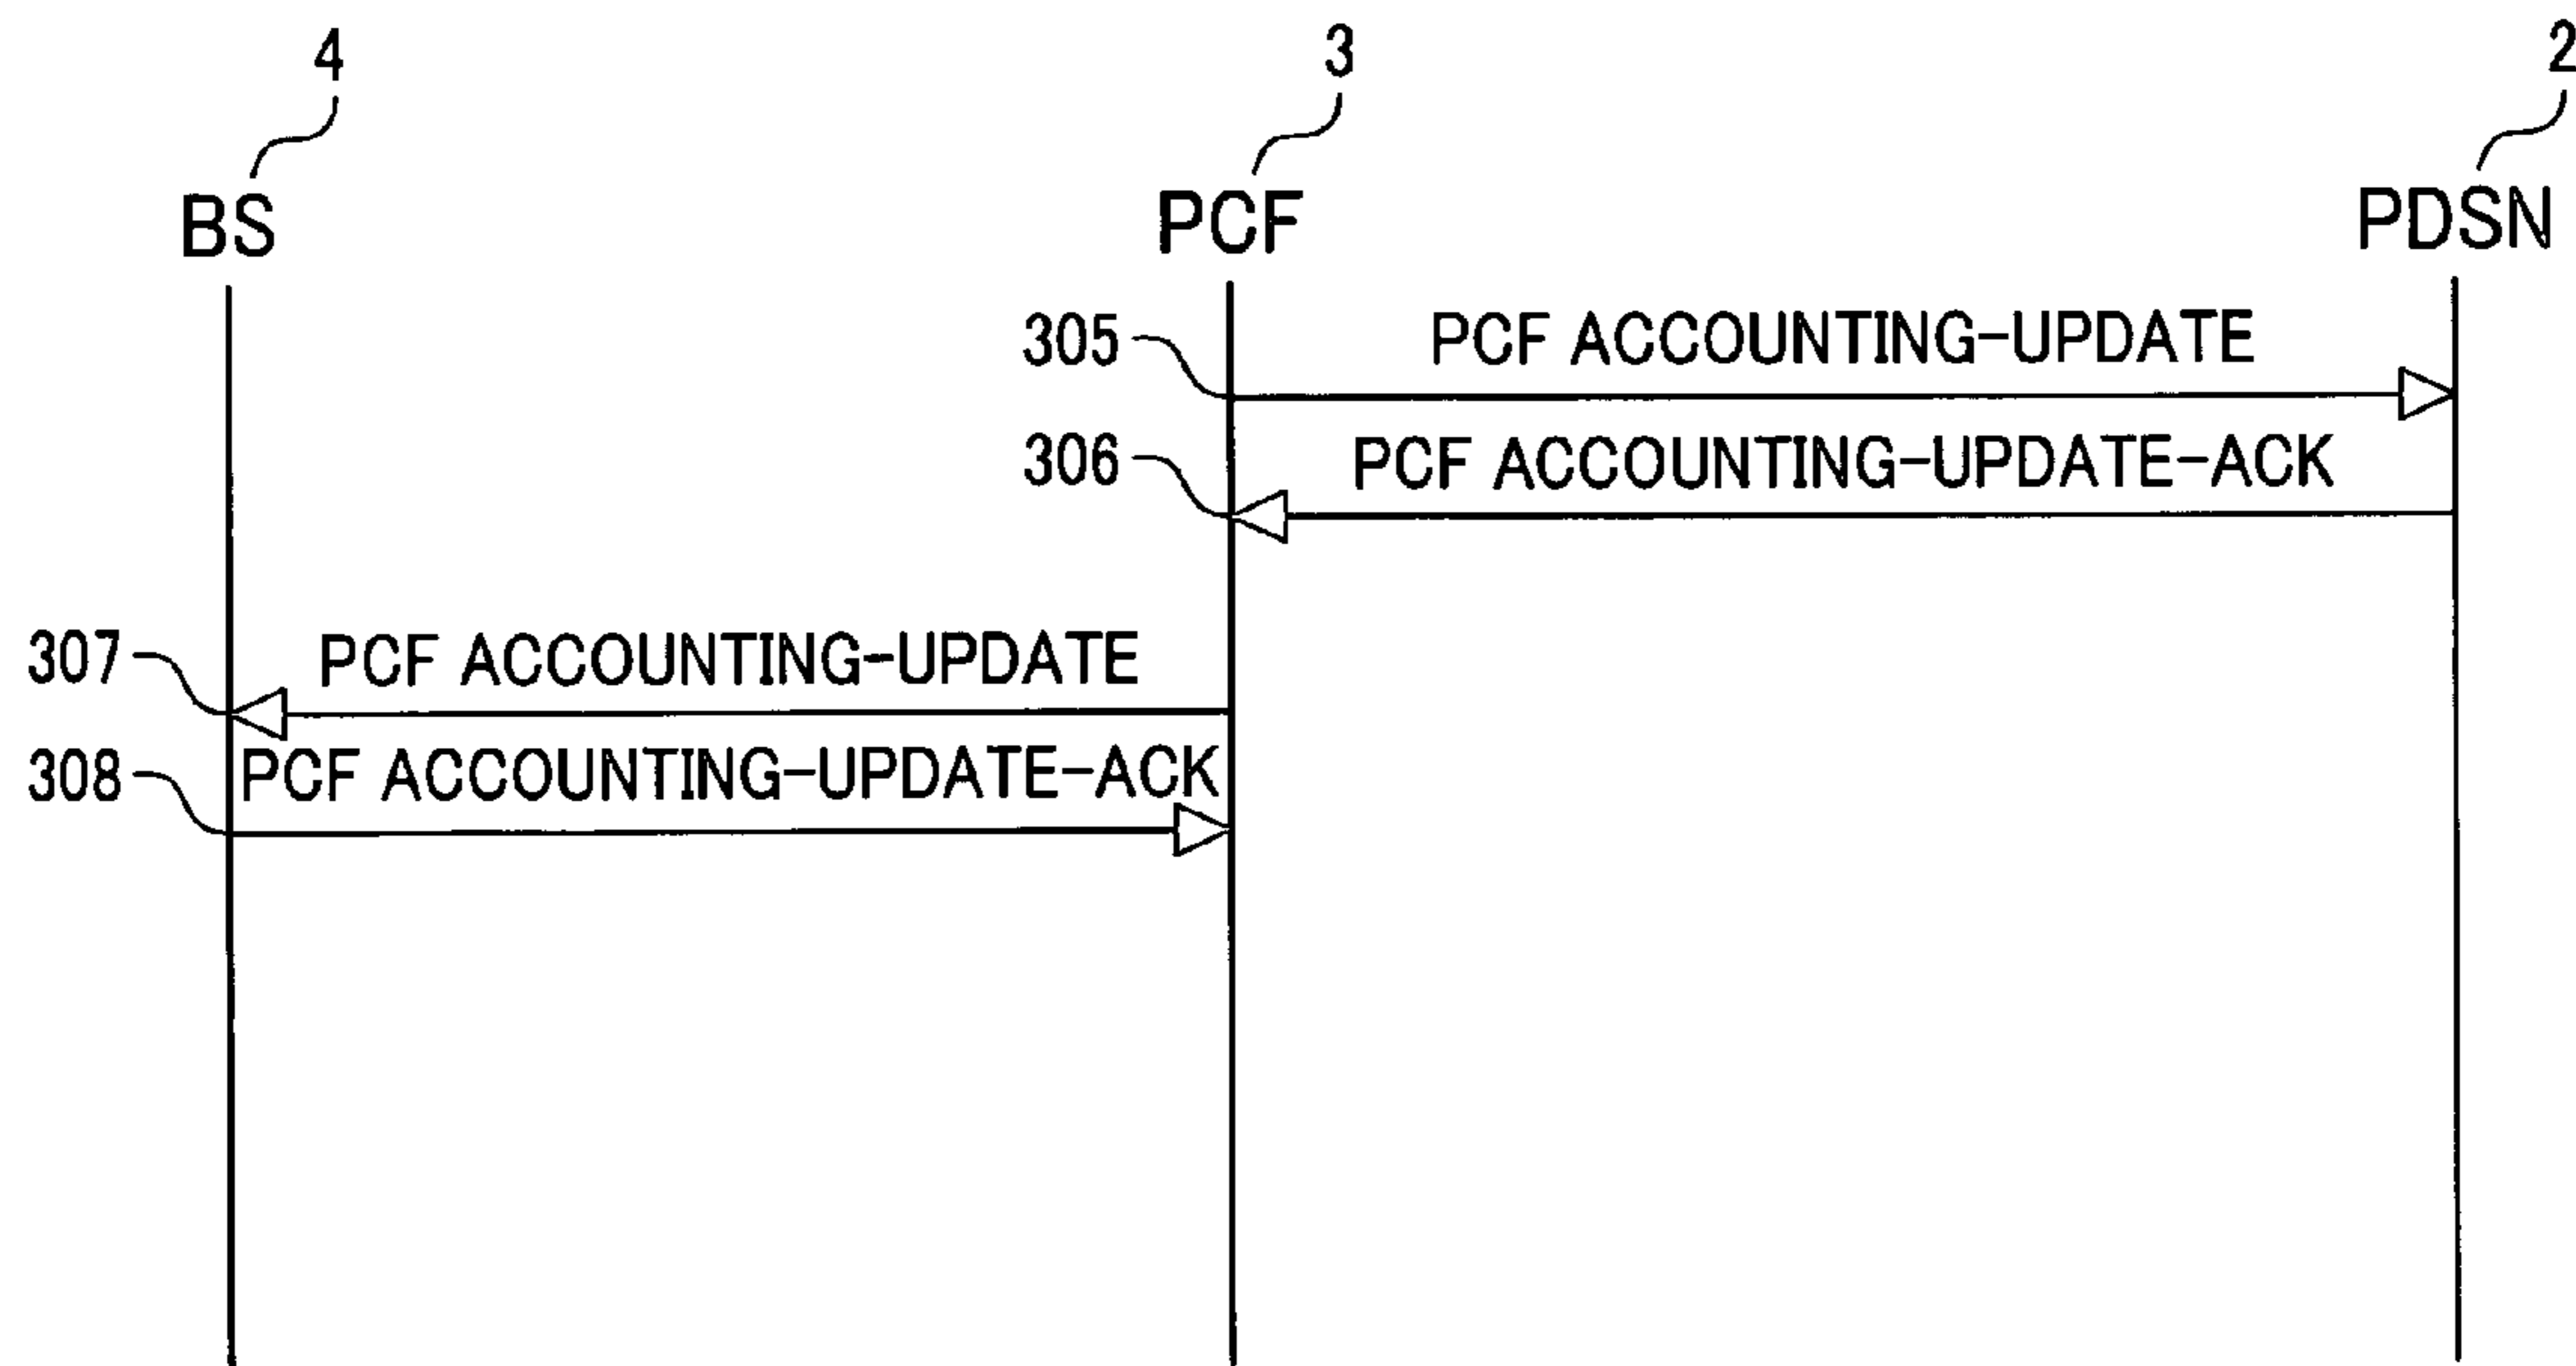 4
3
2
BS
PCF
PDSN
305
PCF ACCOUNTING-UPDATE
306
PCF ACCOUNTING-UPDATE-ACK
307
PCF ACCOUNTING-UPDATE
308
PCF ACCOUNTING-UPDATE-ACK